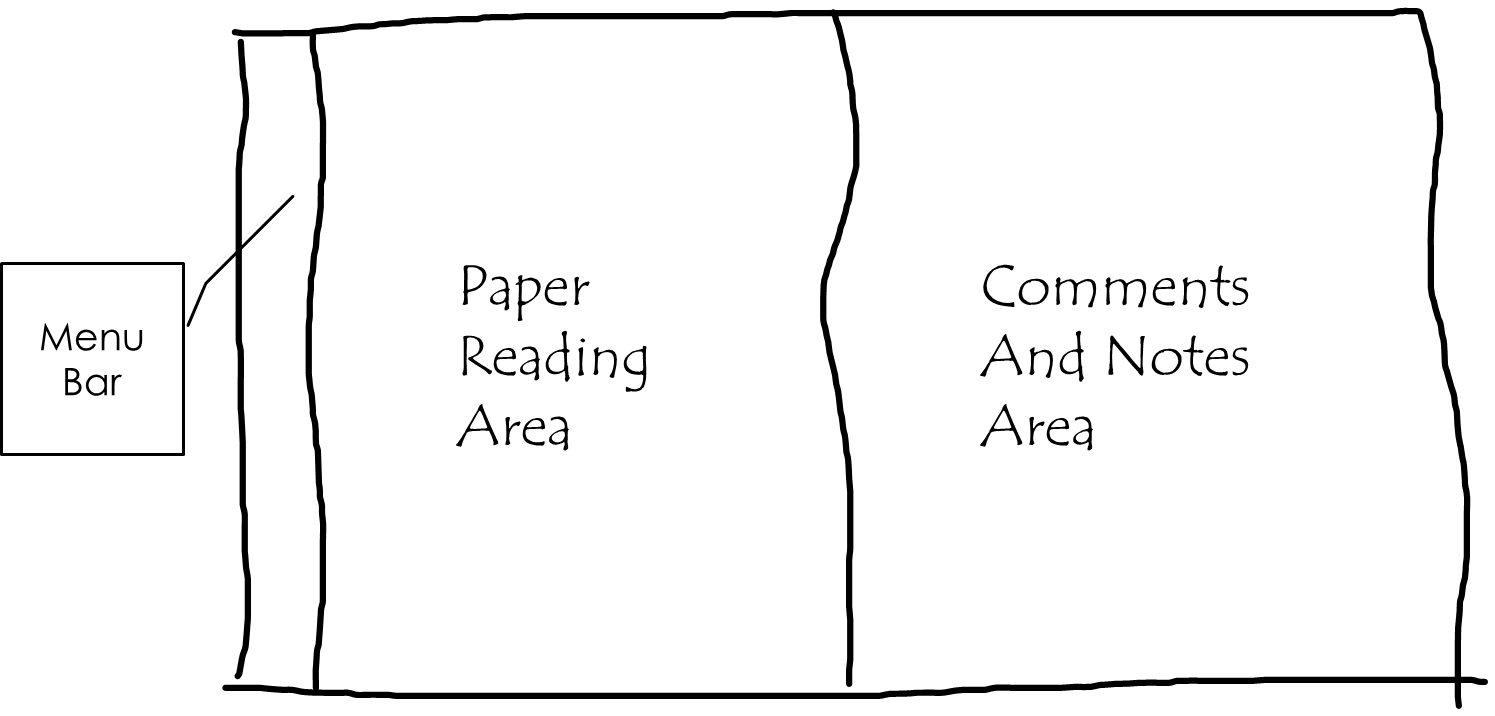 Menu
Bar
Paper
Reading
Area
Comments
And Notes
Area